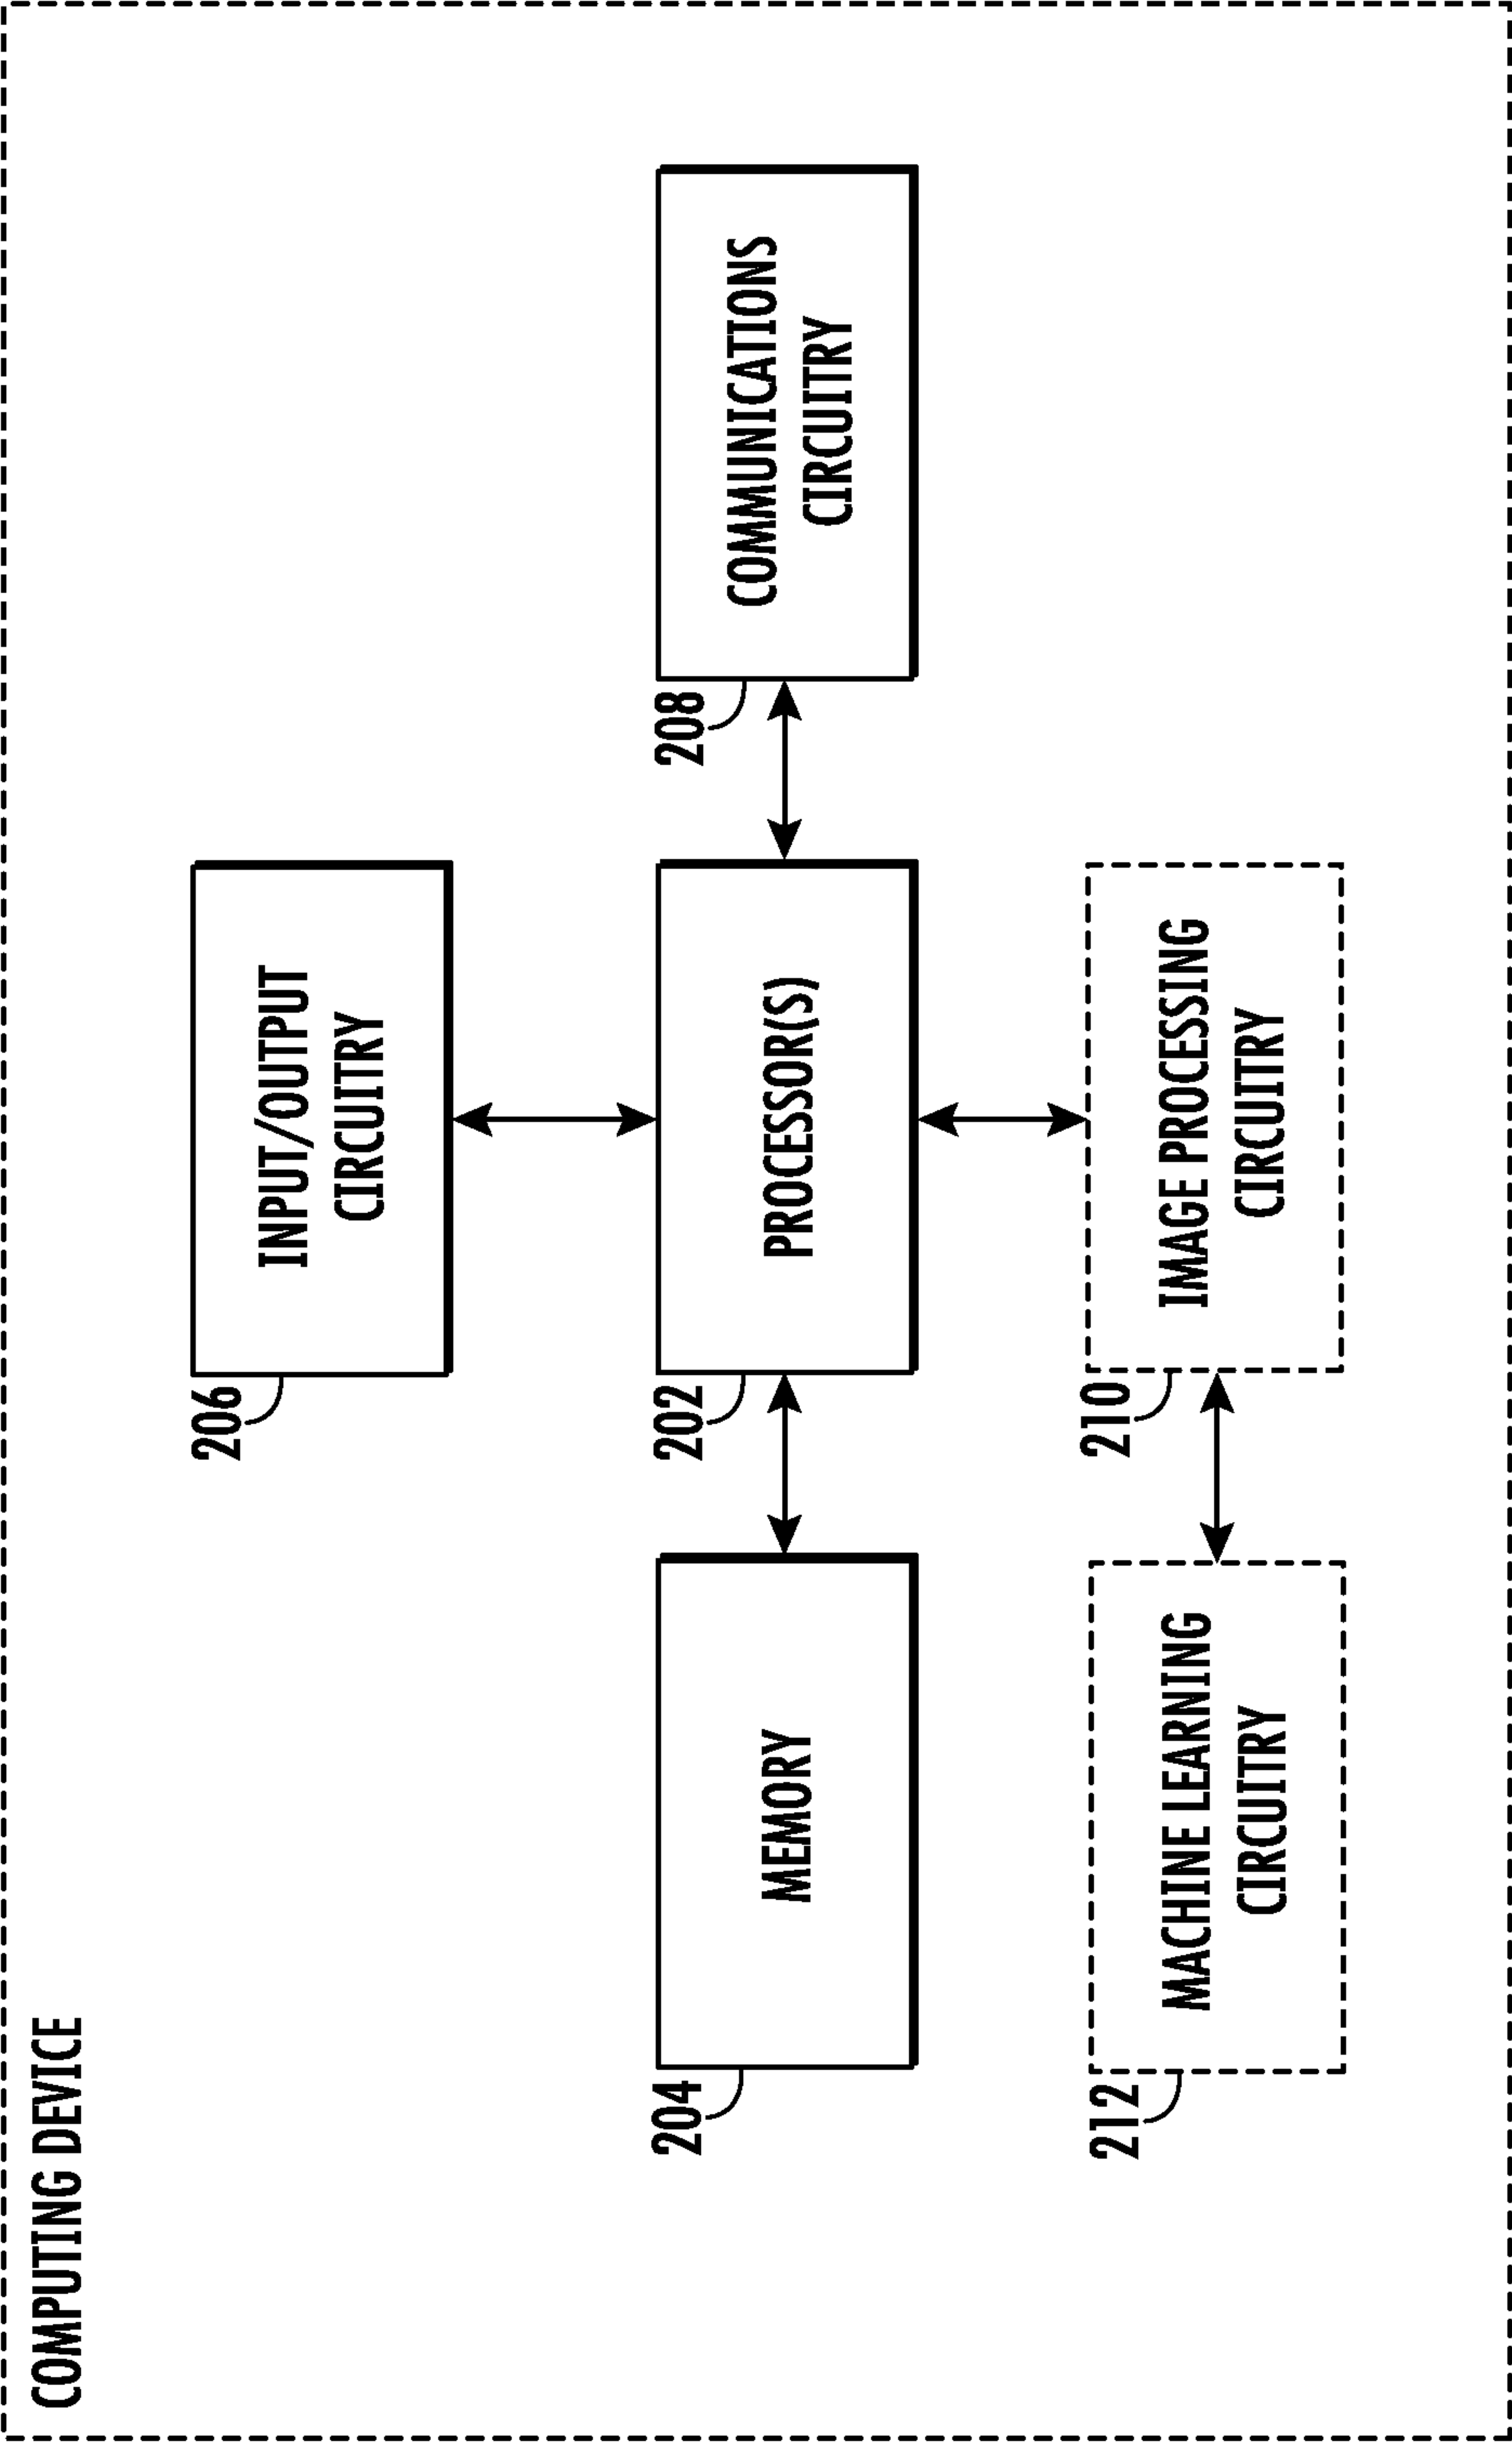 COMPUTING DEVICE
206
INPUT/OUTPUT
CIRCUITRY
204
MEMORY
202
PROCESSOR(S)
208
COMMUNICATIONS
CIRCUITRY
212
MACHINE LEARNING
CIRCUITRY
210
IMAGE PROCESSING
CIRCUITRY